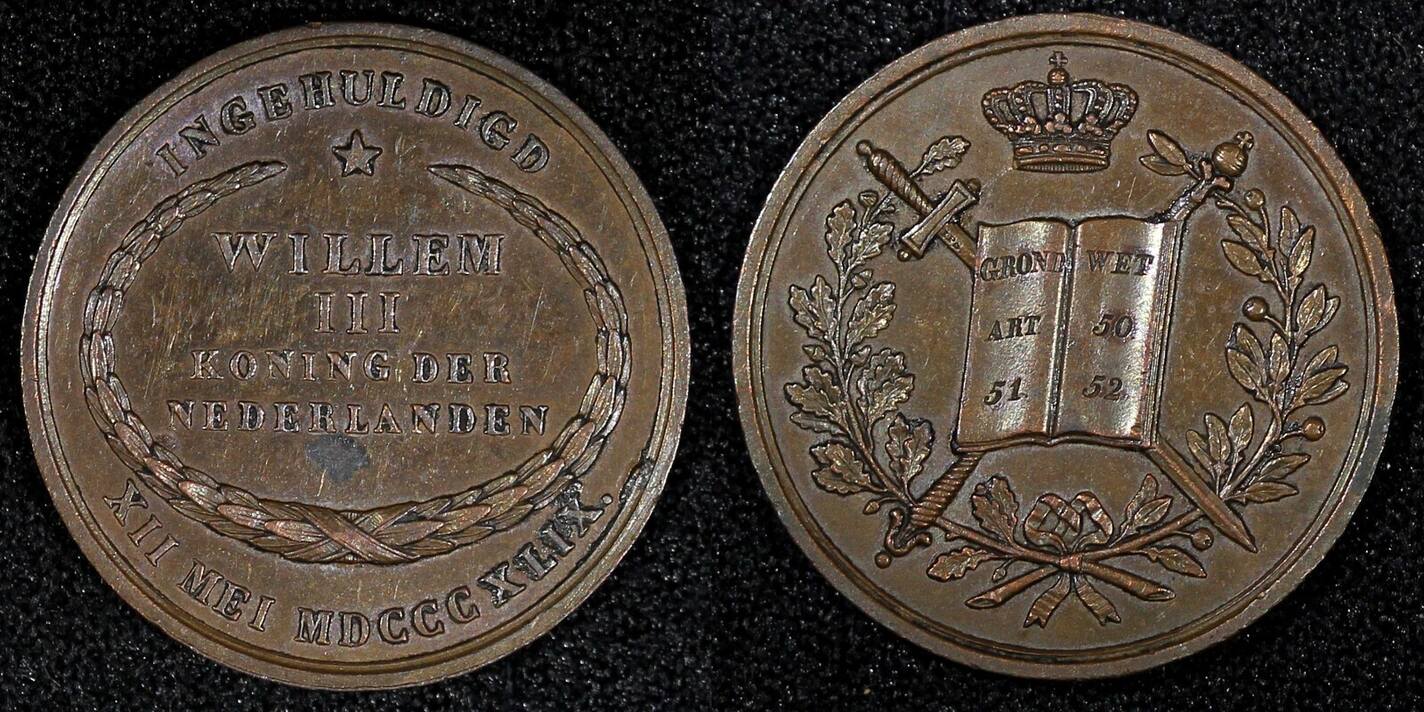 INGEHULDIGD
WILLEM
III
KONING DER
NEDERLANDEN
XII MEI MDCCCXLIX.
GROND WET
ART 50
51 52